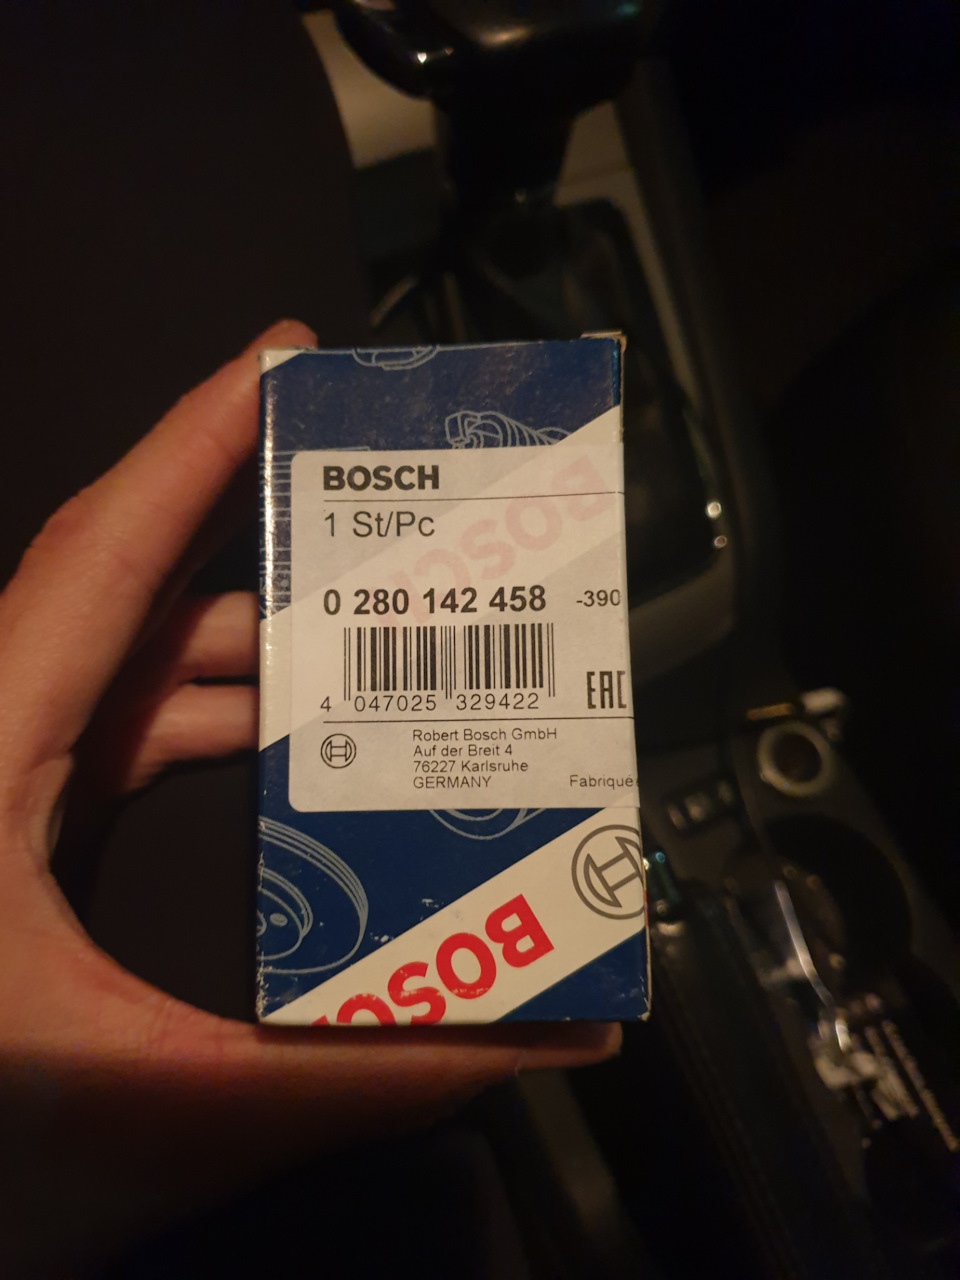 BOSCH
1 St/Pc
BOSCH
0 280 142 458 -390
4 047025 329422
EAC
Robert Bosch GmbH
Auf der Breit 4
76227 Karlsruhe
GERMANY Fabriqué
BOSCH